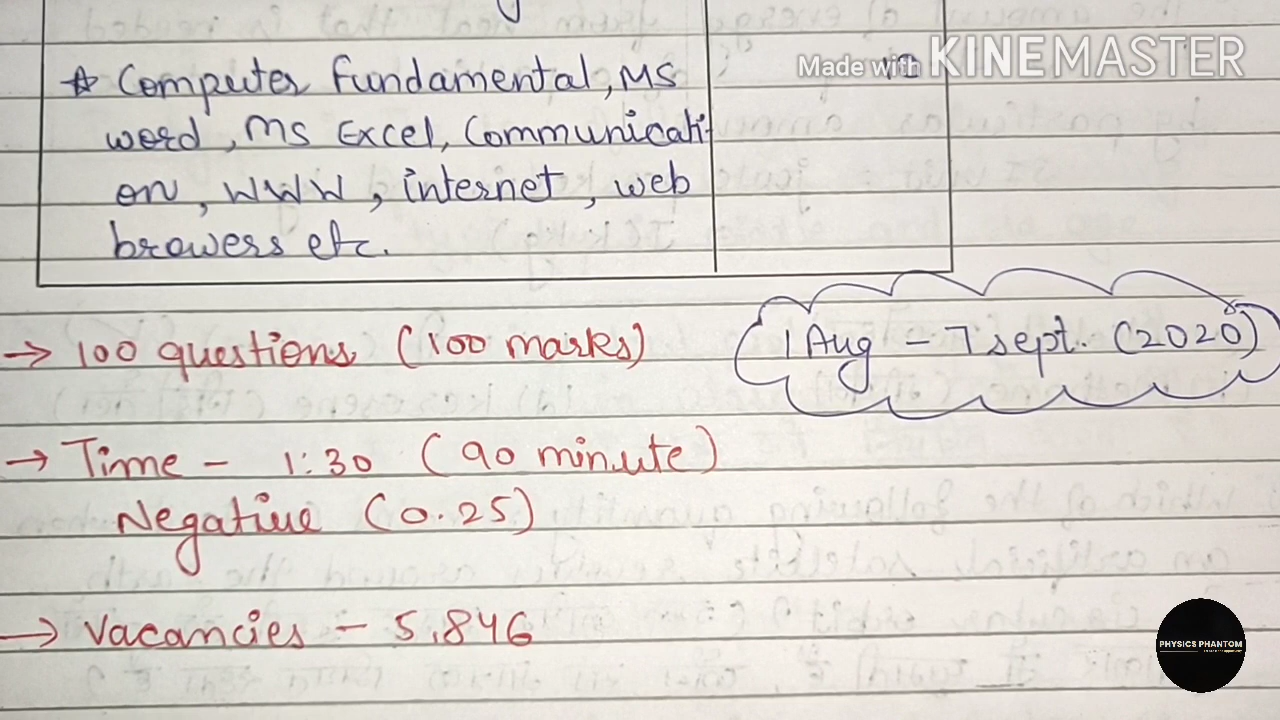 Made with KINEMASTER
☆ Computer Fundamental, MS
word, MS Excel, Communicati-
on, WWW, internet, web
browers etc.
→ 100 questions (100 marks)
1 Aug - 7 sept. (2020)
→ Time - 1:30 (90 minute)
Negative (0.25)
→ Vacancies - 5,846
PHYSICS PHANTOM